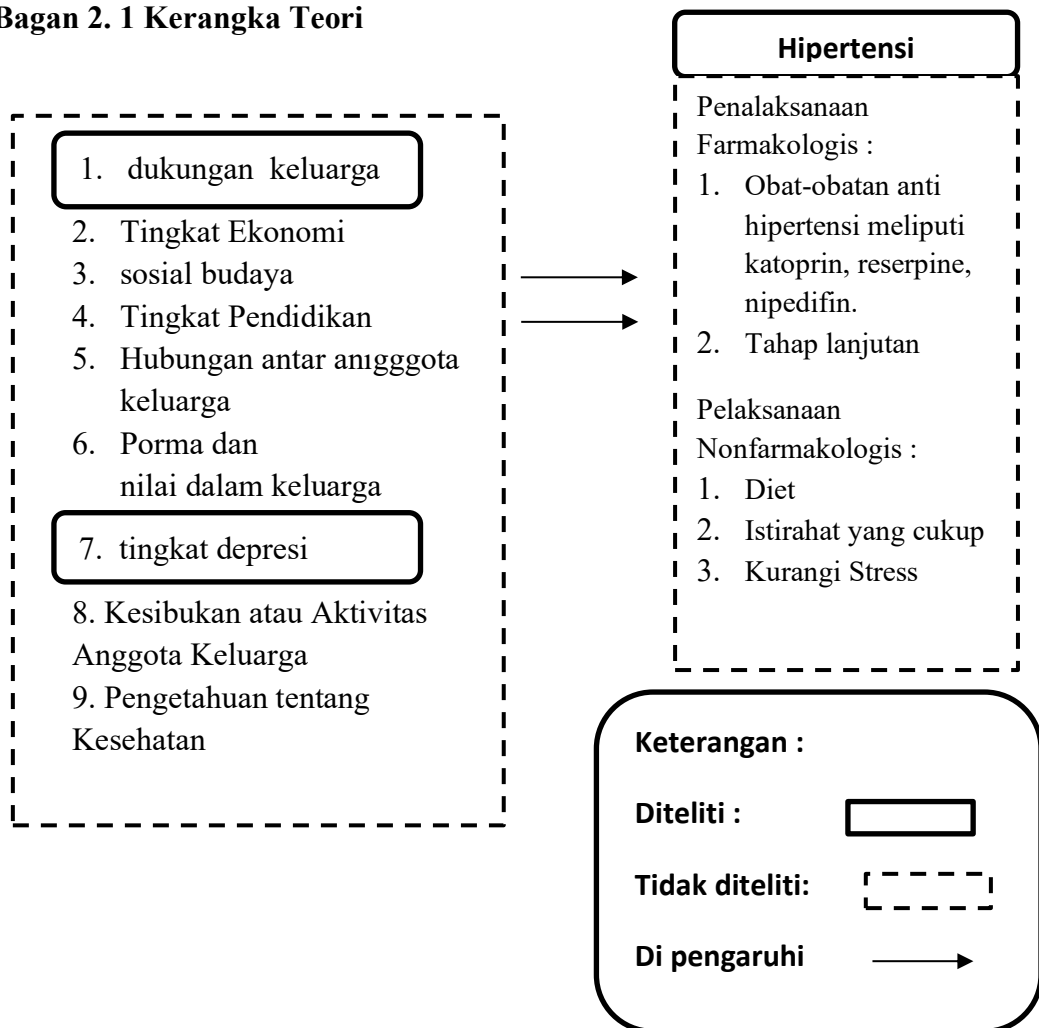 Bagan 2. 1 Kerangka Teori
1. dukungan keluarga
2. Tingkat Ekonomi
3. sosial budaya
4. Tingkat Pendidikan
5. Hubungan antar anıgggota
keluarga
6. Porma dan
nilai dalam keluarga
7. tingkat depresi
8. Kesibukan atau Aktivitas
Anggota Keluarga
9. Pengetahuan tentang
Kesehatan
Hipertensi
Penalaksanaan
Farmakologis :
1. Obat-obatan anti
hipertensi meliputi
katoprin, reserpine,
nipedifin.
2. Tahap lanjutan
Pelaksanaan
Nonfarmakologis :
1. Diet
2. Istirahat yang cukup
3. Kurangi Stress
Keterangan :
Diteliti :
Tidak diteliti:
Di pengaruhi